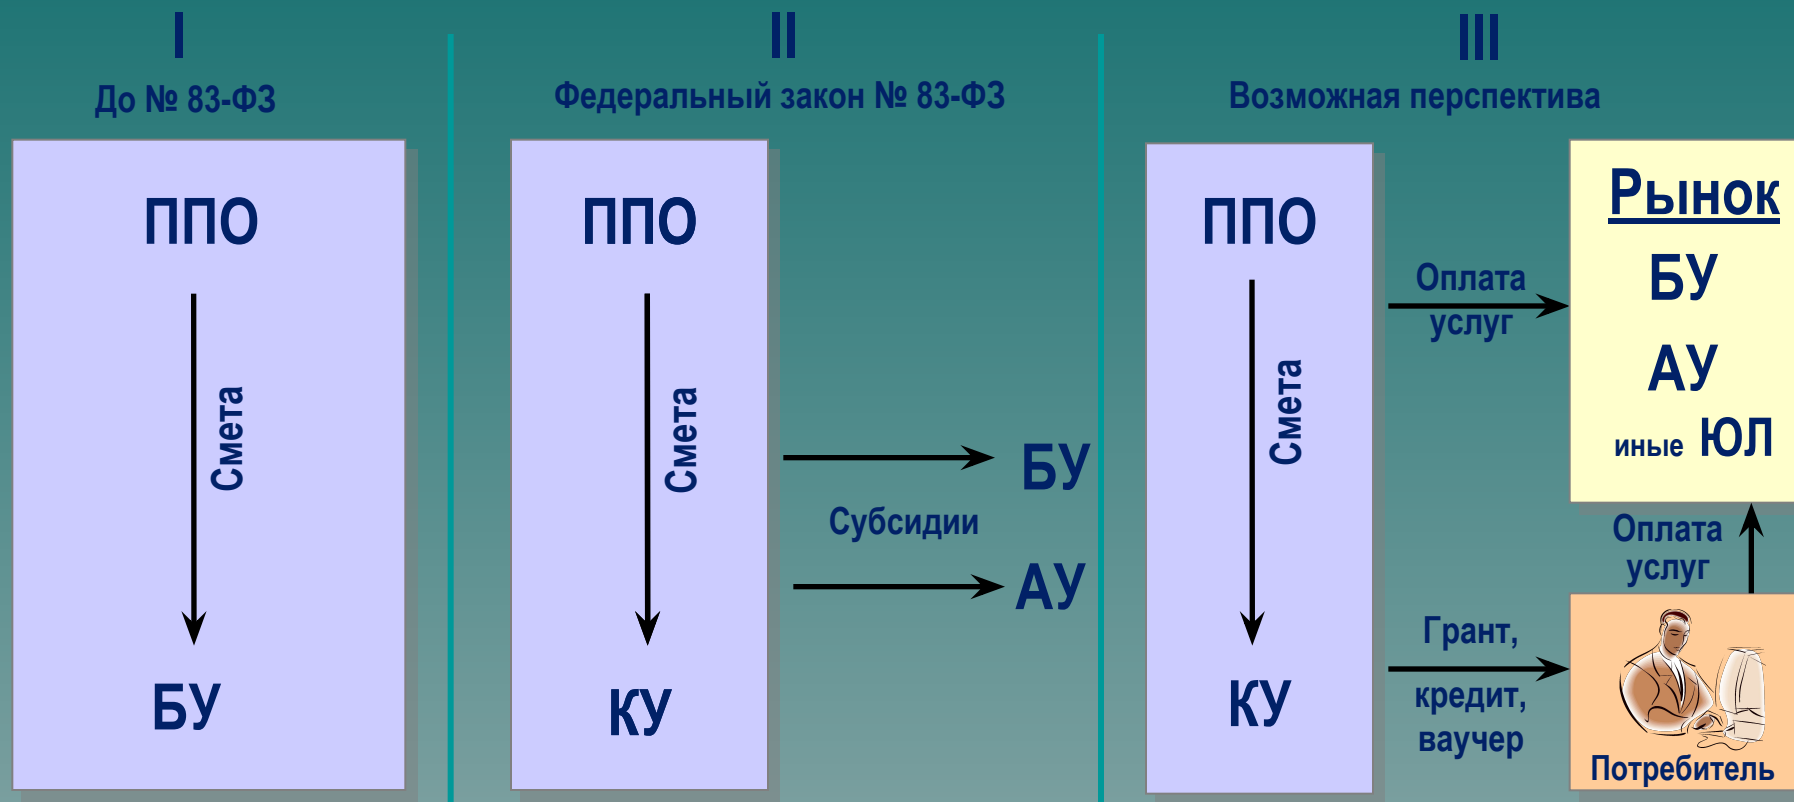 I
До № 83-ФЗ
ППО
Смета
БУ
II
Федеральный закон № 83-ФЗ
ППО
Смета
КУ
Субсидии
БУ
АУ
III
Возможная перспектива
ППО
Смета
КУ
Оплата
услуг
Рынок
БУ
АУ
иные ЮЛ
Оплата
услуг
Грант,
кредит,
ваучер
Потребитель